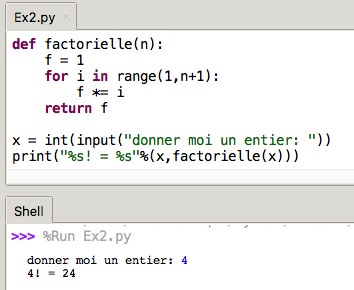 Ex2.py ×
def factorielle(n):
    f = 1
    for i in range(1,n+1):
        f *= i
    return f
x = int(input("donner moi un entier: "))
print("%s! = %s"%(x,factorielle(x)))
Shell
>>> %Run Ex2.py
donner moi un entier: 4
4! = 24